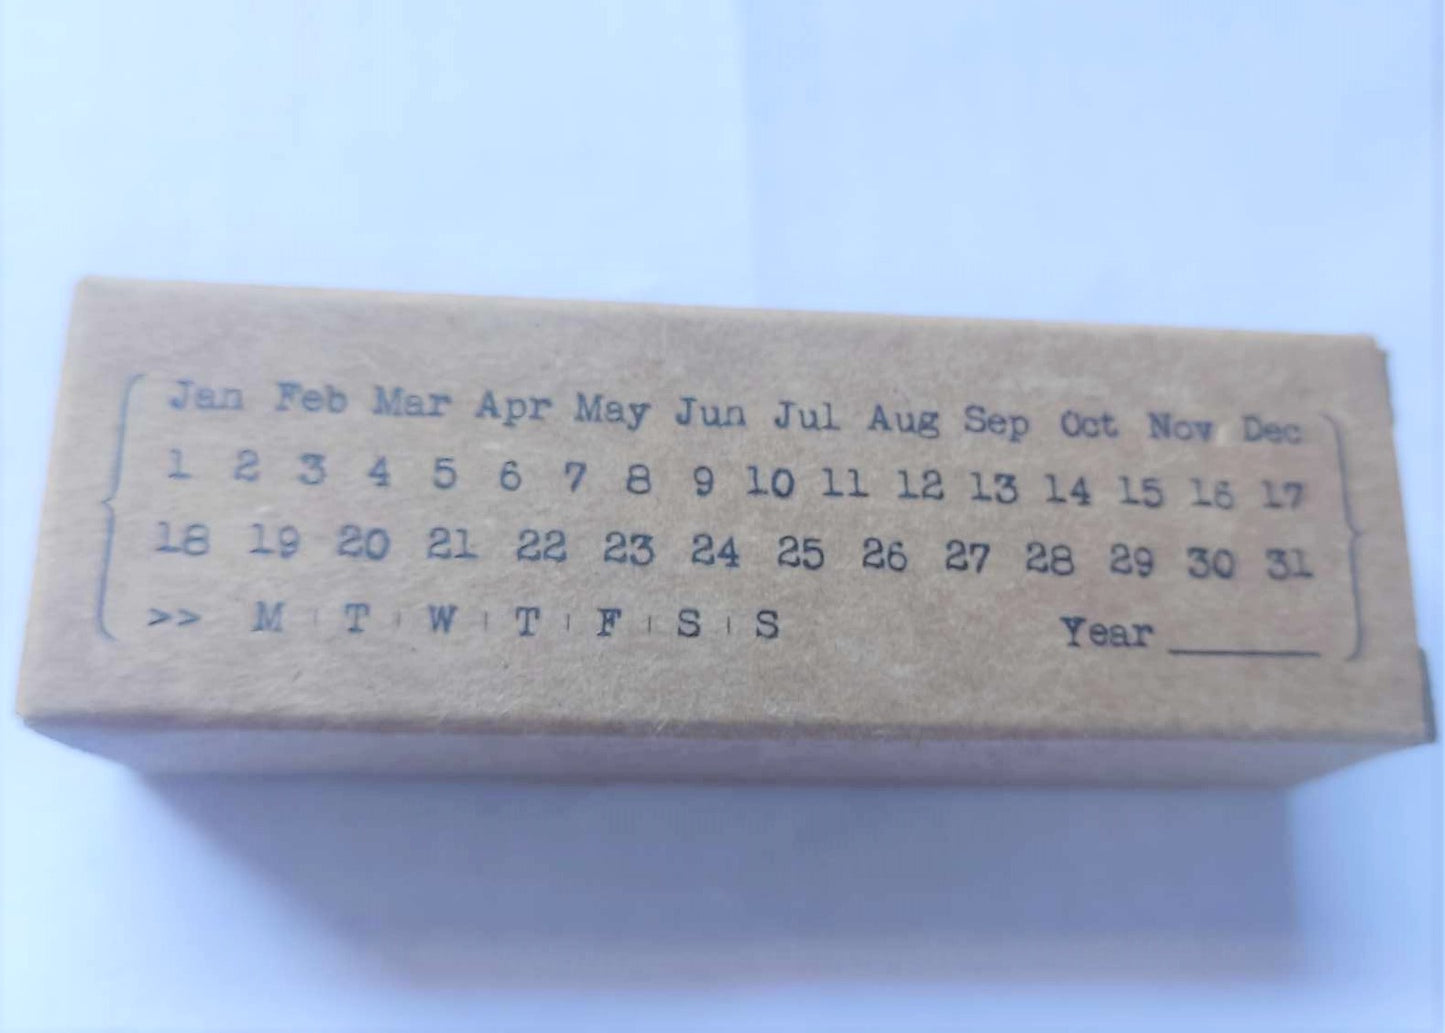 Jan Feb Mar Apr May Jun Jul Aug Sep Oct Nov Dec
1 2 3 4 5 6 7 8 9 10 11 12 13 14 15 16 17
18 19 20 21 22 23 24 25 26 27 28 29 30 31
>> M | T | W | T | F | S | S Year ______